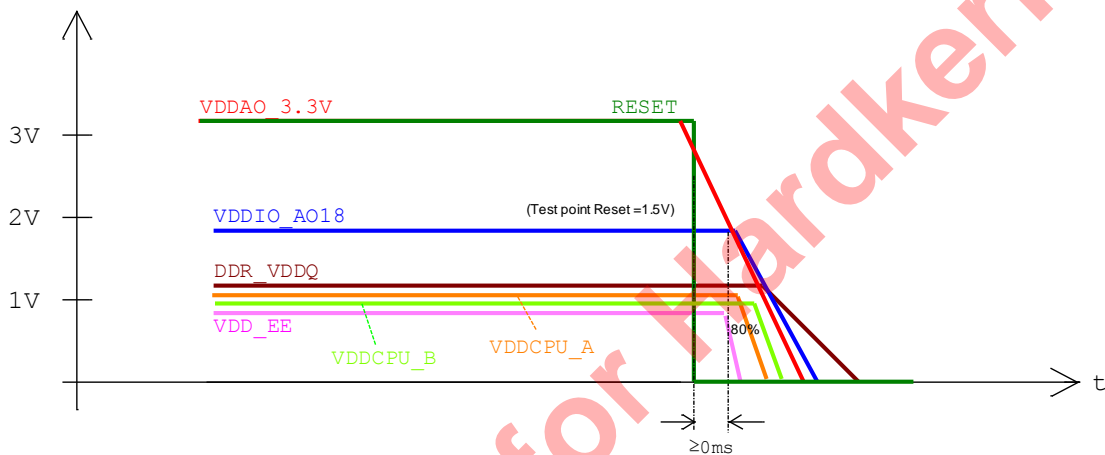 VDDAO_3.3V
RESET
3V
2V
VDDIO_AO18
(Test point Reset =1.5V)
DDR_VDDQ
1V
VDD_EE
80%
VDDCPU_A
VDDCPU_B
t
≥0ms
for Hardkern